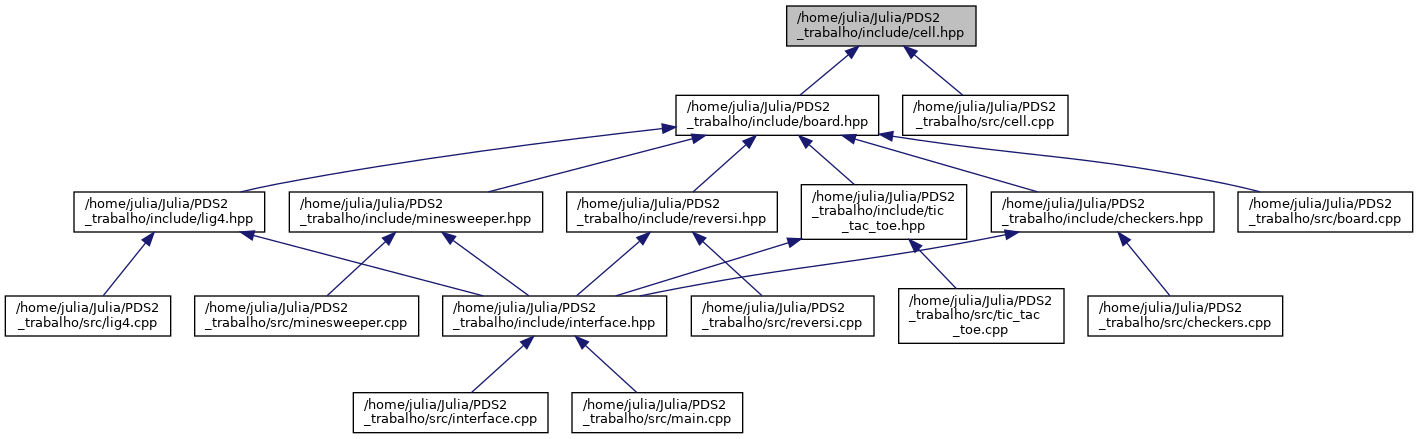 /home/julia/Julia/PDS2
_trabalho/include/cell.hpp
/home/julia/Julia/PDS2
_trabalho/include/board.hpp
/home/julia/Julia/PDS2
_trabalho/src/cell.cpp
/home/julia/Julia/PDS2
_trabalho/include/lig4.hpp
/home/julia/Julia/PDS2
_trabalho/include/minesweeper.hpp
/home/julia/Julia/PDS2
_trabalho/include/reversi.hpp
/home/julia/Julia/PDS2
_trabalho/include/tic
_tac_toe.hpp
/home/julia/Julia/PDS2
_trabalho/include/checkers.hpp
/home/julia/Julia/PDS2
_trabalho/src/board.cpp
/home/julia/Julia/PDS2
_trabalho/src/lig4.cpp
/home/julia/Julia/PDS2
_trabalho/src/minesweeper.cpp
/home/julia/Julia/PDS2
_trabalho/include/interface.hpp
/home/julia/Julia/PDS2
_trabalho/src/reversi.cpp
/home/julia/Julia/PDS2
_trabalho/src/tic_tac
_toe.cpp
/home/julia/Julia/PDS2
_trabalho/src/checkers.cpp
/home/julia/Julia/PDS2
_trabalho/src/interface.cpp
/home/julia/Julia/PDS2
_trabalho/src/main.cpp